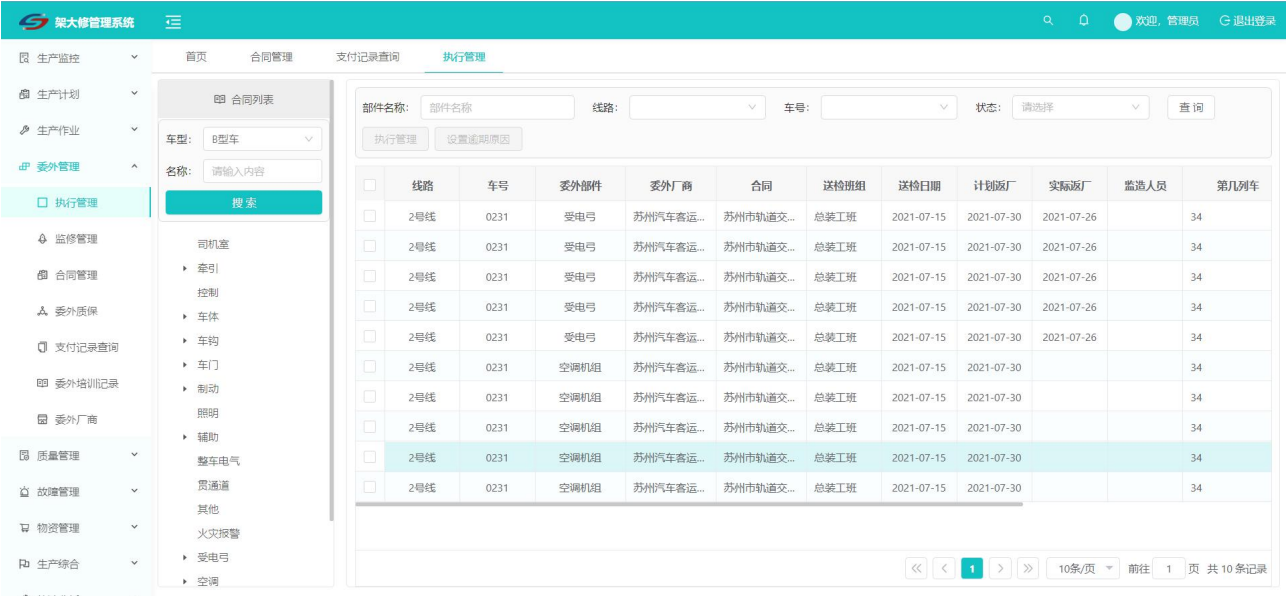 架大修管理系统
欢迎, 管理员 退出登录
首页 合同管理 支付记录查询 执行管理
生产监控
生产计划
生产作业
委外管理
执行管理
监修管理
合同管理
委外质保
支付记录查询
委外培训记录
委外厂商
质量管理
故障管理
物资管理
生产综合
合同列表
车型: B型车
名称: 请输入内容
搜索
司机室
牵引
控制
车体
车钩
车门
制动
照明
辅助
整车电气
贯通道
其他
火灾报警
受电弓
空调
部件名称: 部件名称 线路: 车号: 状态: 请选择 查询
执行管理 设置逾期原因
线路 车号 委外部件 委外厂商 合同 送检班组 送检日期 计划返厂 实际返厂 监造人员 第几列车
2号线 0231 受电弓 苏州汽车客运... 苏州市轨道交... 总装工班 2021-07-15 2021-07-30 2021-07-26 34
2号线 0231 受电弓 苏州汽车客运... 苏州市轨道交... 总装工班 2021-07-15 2021-07-30 2021-07-26 34
2号线 0231 受电弓 苏州汽车客运... 苏州市轨道交... 总装工班 2021-07-15 2021-07-30 2021-07-26 34
2号线 0231 受电弓 苏州汽车客运... 苏州市轨道交... 总装工班 2021-07-15 2021-07-30 2021-07-26 34
2号线 0231 受电弓 苏州汽车客运... 苏州市轨道交... 总装工班 2021-07-15 2021-07-30 2021-07-26 34
2号线 0231 空调机组 苏州汽车客运... 苏州市轨道交... 总装工班 2021-07-15 2021-07-30 34
2号线 0231 空调机组 苏州汽车客运... 苏州市轨道交... 总装工班 2021-07-15 2021-07-30 34
2号线 0231 空调机组 苏州汽车客运... 苏州市轨道交... 总装工班 2021-07-15 2021-07-30 34
2号线 0231 空调机组 苏州汽车客运... 苏州市轨道交... 总装工班 2021-07-15 2021-07-30 34
2号线 0231 空调机组 苏州汽车客运... 苏州市轨道交... 总装工班 2021-07-15 2021-07-30 34
1 10条/页 前往 1 页 共 10 条记录